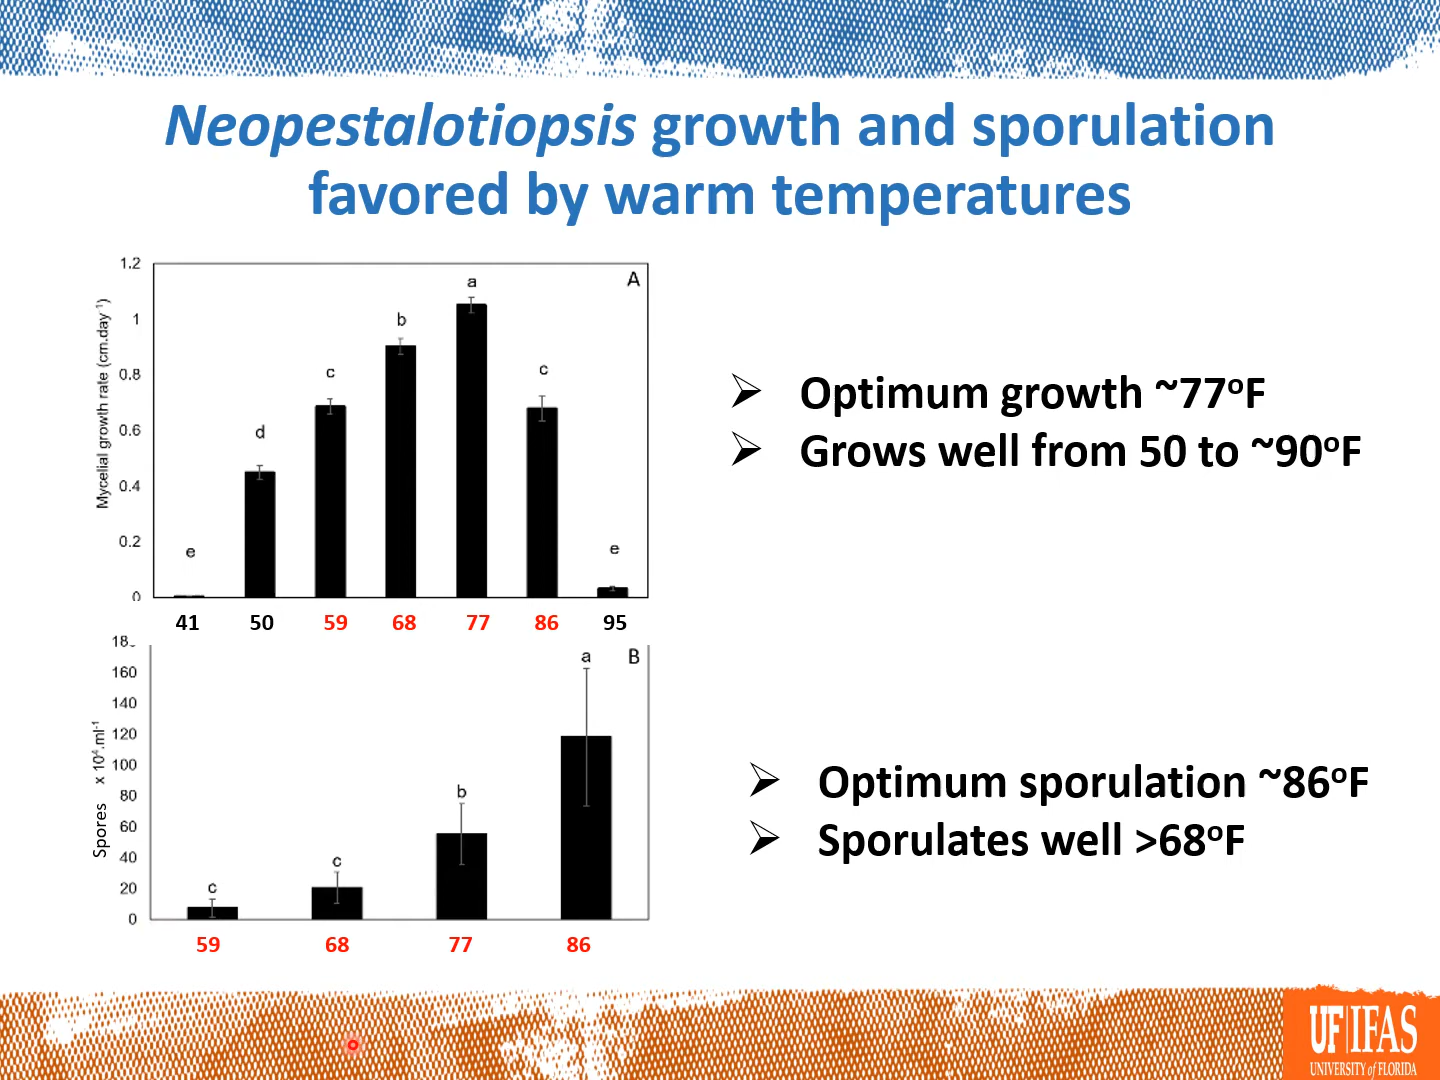 Neopestalotiopsis growth and sporulation
favored by warm temperatures
Mycelial growth rate (cm.day⁻¹)
1.2
1
0.8
0.6
0.4
0.2
0
A
e
d
c
b
a
c
e
41 50 59 68 77 86 95
➢ Optimum growth ~77ºF
➢ Grows well from 50 to ~90ºF
Spores x 10⁴.ml⁻¹
160
140
120
100
80
60
40
20
0
B
c
c
b
a
59 68 77 86
➢ Optimum sporulation ~86ºF
➢ Sporulates well >68ºF
UF|IFAS
UNIVERSITY of FLORIDA